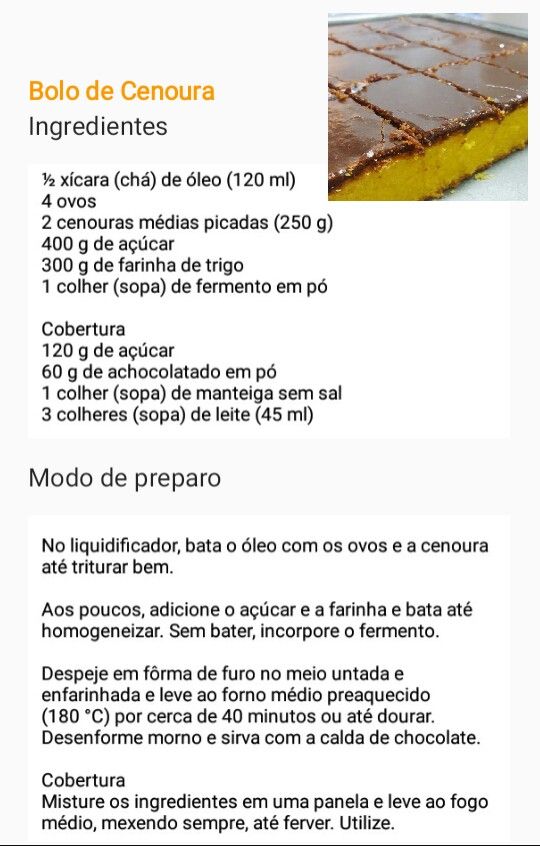 Bolo de Cenoura
Ingredientes
½ xícara (chá) de óleo (120 ml)
4 ovos
2 cenouras médias picadas (250 g)
400 g de açúcar
300 g de farinha de trigo
1 colher (sopa) de fermento em pó
Cobertura
120 g de açúcar
60 g de achocolatado em pó
1 colher (sopa) de manteiga sem sal
3 colheres (sopa) de leite (45 ml)
Modo de preparo
No liquidificador, bata o óleo com os ovos e a cenoura
até triturar bem.
Aos poucos, adicione o açúcar e a farinha e bata até
homogeneizar. Sem bater, incorpore o fermento.
Despeje em fôrma de furo no meio untada e
enfarinhada e leve ao forno médio preaquecido
(180 °C) por cerca de 40 minutos ou até dourar.
Desenforme morno e sirva com a calda de chocolate.
Cobertura
Misture os ingredientes em uma panela e leve ao fogo
médio, mexendo sempre, até ferver. Utilize.